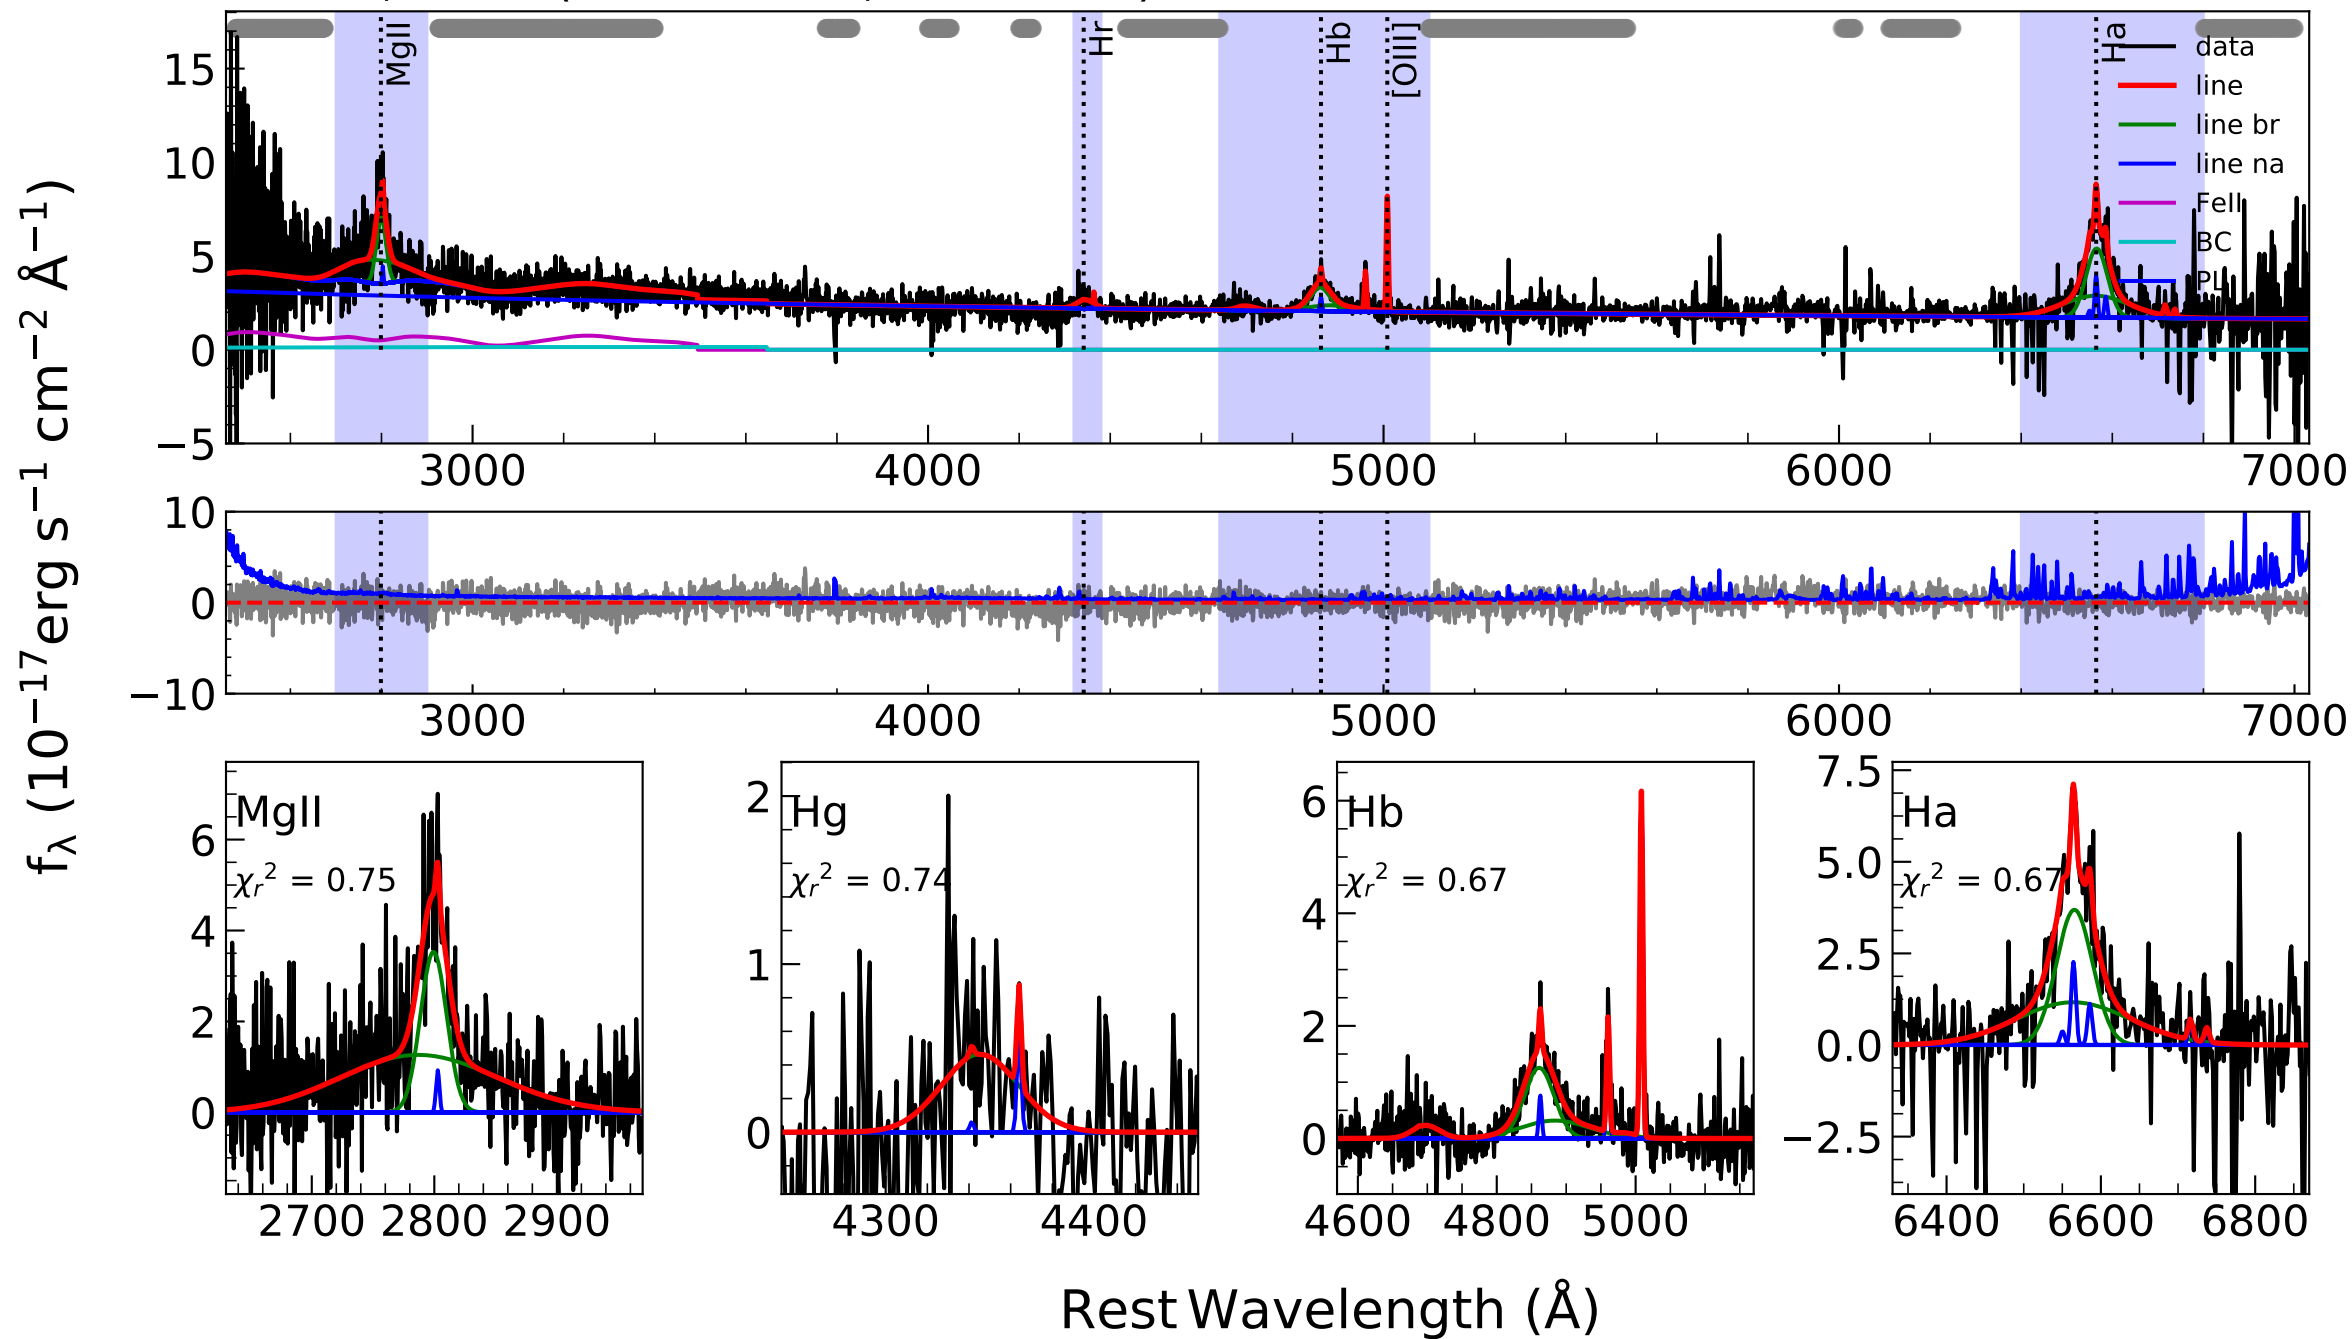 f_λ (10^−17 erg s^−1 cm^−2 Å^−1)
15
10
5
0
−5
MgII
Hr
Hb
[OIII]
Ha
data
line
line br
line na
FeII
BC
PL
3000 4000 5000 6000 7000
10
0
−10
3000 4000 5000 6000 7000
MgII
χ_r^2 = 0.75
6
4
2
0
2700 2800 2900
Hg
χ_r^2 = 0.74
2
1
0
4300 4400
Hb
χ_r^2 = 0.67
6
4
2
0
4600 4800 5000
Ha
χ_r^2 = 0.67
7.5
5.0
2.5
0.0
−2.5
6400 6600 6800
Rest Wavelength (Å)